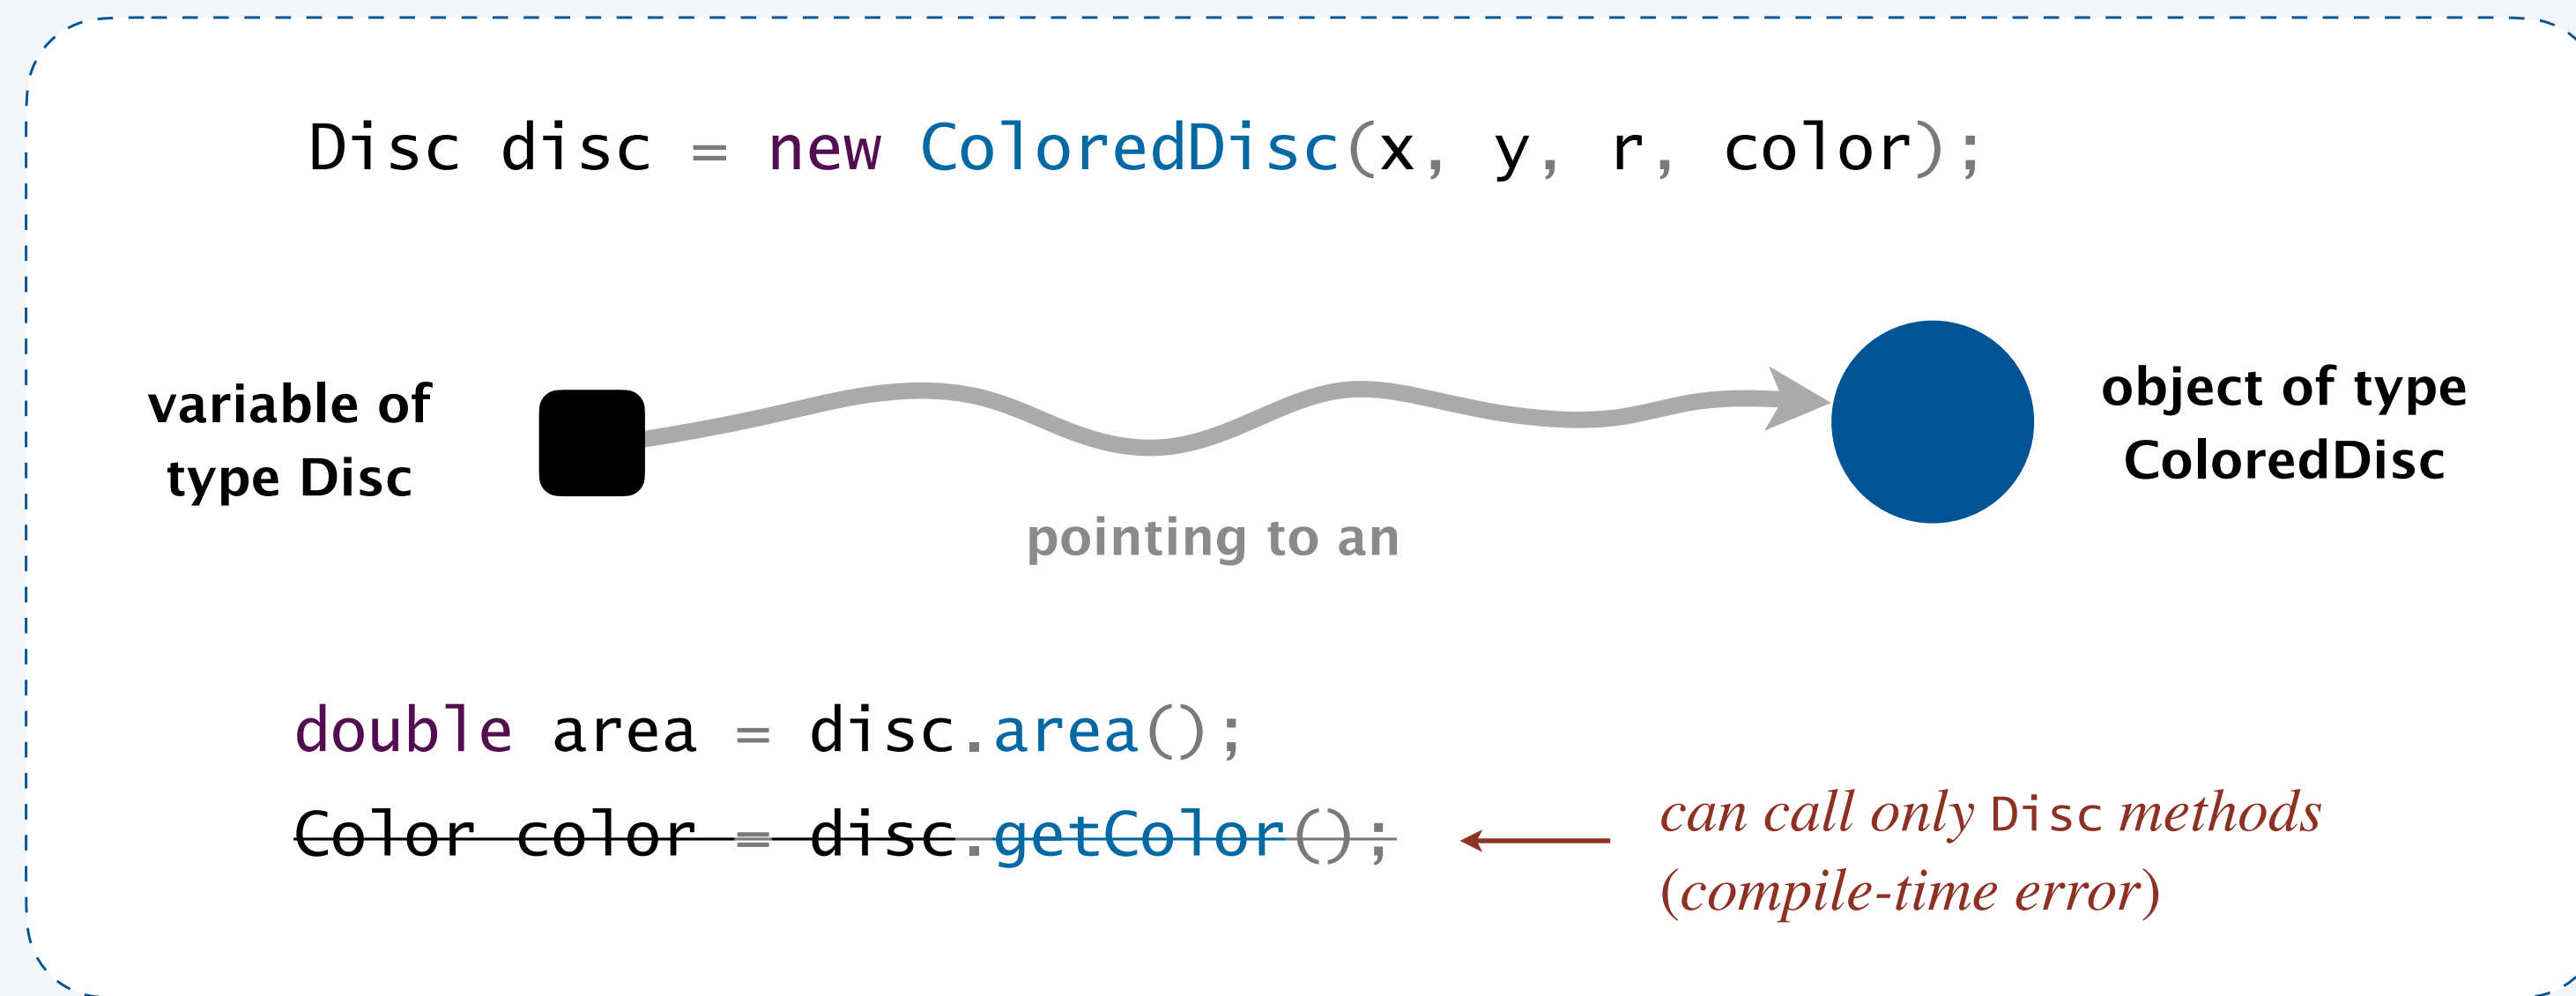 Disc disc = new ColoredDisc(x, y, r, color);
variable of
type Disc
pointing to an
object of type
ColoredDisc
double area = disc.area();
Color color = disc.getColor();
can call only Disc methods
(compile-time error)